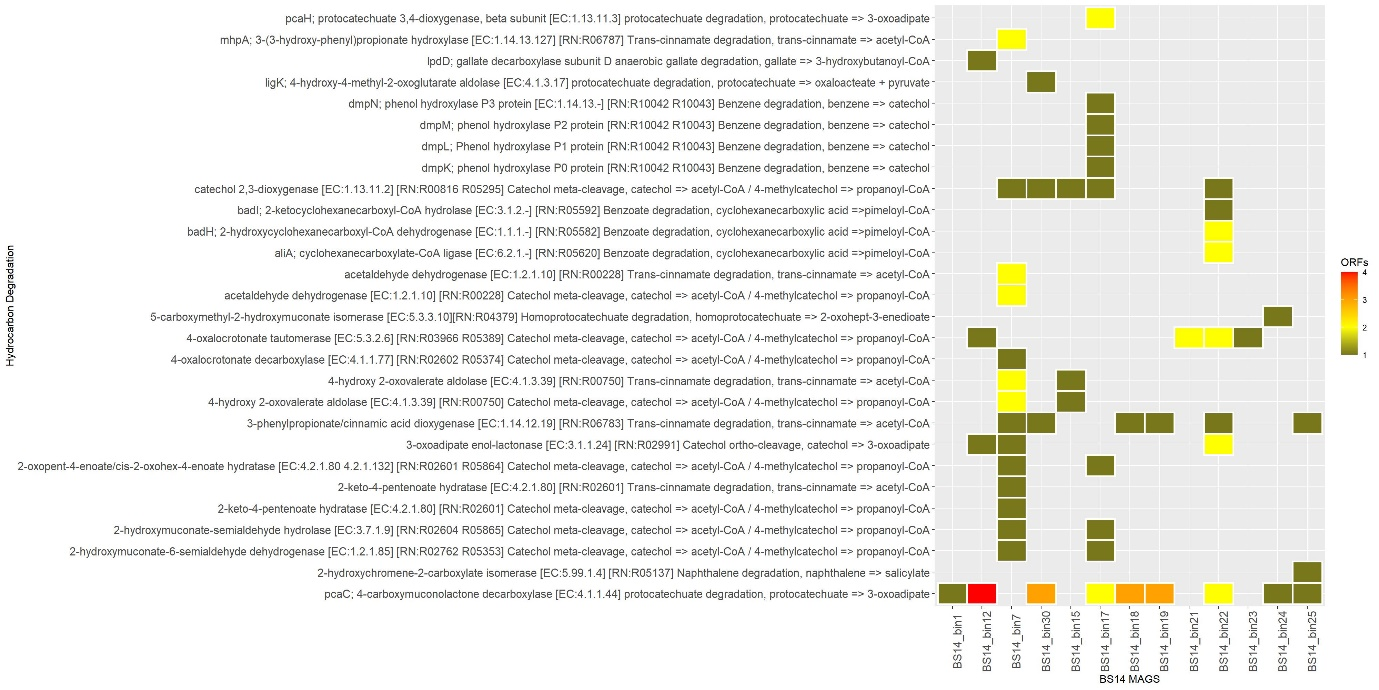 pcaH; protocatechuate 3,4-dioxygenase, beta subunit [EC:1.13.11.3] protocatechuate degradation, protocatechuate => 3-oxoadipate
mhpA; 3-(3-hydroxy-phenyl)propionate hydroxylase [EC:1.14.13.127] [RN:R06787] Trans-cinnamate degradation, trans-cinnamate => acetyl-CoA
lpdD; gallate decarboxylase subunit D anaerobic gallate degradation, gallate => 3-hydroxybutanoyl-CoA
ligK; 4-hydroxy-4-methyl-2-oxoglutarate aldolase [EC:4.1.3.17] protocatechuate degradation, protocatechuate => oxaloacteate + pyruvate
dmpN; phenol hydroxylase P3 protein [EC:1.14.13.-] [RN:R10042 R10043] Benzene degradation, benzene => catechol
dmpM; phenol hydroxylase P2 protein [RN:R10042 R10043] Benzene degradation, benzene => catechol
dmpL; Phenol hydroxylase P1 protein [RN:R10042 R10043] Benzene degradation, benzene => catechol
dmpK; phenol hydroxylase P0 protein [RN:R10042 R10043] Benzene degradation, benzene => catechol
catechol 2,3-dioxygenase [EC:1.13.11.2] [RN:R00816 R05295] Catechol meta-cleavage, catechol => acetyl-CoA / 4-methylcatechol => propanoyl-CoA
badI; 2-ketocyclohexanecarboxyl-CoA hydrolase [EC:3.1.2.-] [RN:R05592] Benzoate degradation, cyclohexanecarboxylic acid =>pimeloyl-CoA
badH; 2-hydroxycyclohexanecarboxyl-CoA dehydrogenase [EC:1.1.1.-] [RN:R05582] Benzoate degradation, cyclohexanecarboxylic acid =>pimeloyl-CoA
aliA; cyclohexanecarboxylate-CoA ligase [EC:6.2.1.-] [RN:R05620] Benzoate degradation, cyclohexanecarboxylic acid =>pimeloyl-CoA
acetaldehyde dehydrogenase [EC:1.2.1.10] [RN:R00228] Trans-cinnamate degradation, trans-cinnamate => acetyl-CoA
acetaldehyde dehydrogenase [EC:1.2.1.10] [RN:R00228] Catechol meta-cleavage, catechol => acetyl-CoA / 4-methylcatechol => propanoyl-CoA
5-carboxymethyl-2-hydroxymuconate isomerase [EC:5.3.3.10][RN:R04379] Homoprotocatechuate degradation, homoprotocatechuate => 2-oxohept-3-enedioate
4-oxalocrotonate tautomerase [EC:5.3.2.6] [RN:R03966 R05389] Catechol meta-cleavage, catechol => acetyl-CoA / 4-methylcatechol => propanoyl-CoA
4-oxalocrotonate decarboxylase [EC:4.1.1.77] [RN:R02602 R05374] Catechol meta-cleavage, catechol => acetyl-CoA / 4-methylcatechol => propanoyl-CoA
4-hydroxy 2-oxovalerate aldolase [EC:4.1.3.39] [RN:R00750] Trans-cinnamate degradation, trans-cinnamate => acetyl-CoA
4-hydroxy 2-oxovalerate aldolase [EC:4.1.3.39] [RN:R00750] Catechol meta-cleavage, catechol => acetyl-CoA / 4-methylcatechol => propanoyl-CoA
3-phenylpropionate/cinnamic acid dioxygenase [EC:1.14.12.19] [RN:R06783] Trans-cinnamate degradation, trans-cinnamate => acetyl-CoA
3-oxoadipate enol-lactonase [EC:3.1.1.24] [RN:R02991] Catechol ortho-cleavage, catechol => 3-oxoadipate
2-oxopent-4-enoate/cis-2-oxohex-4-enoate hydratase [EC:4.2.1.80 4.2.1.132] [RN:R02601 R05864] Catechol meta-cleavage, catechol => acetyl-CoA / 4-methylcatechol => propanoyl-CoA
2-keto-4-pentenoate hydratase [EC:4.2.1.80] [RN:R02601] Trans-cinnamate degradation, trans-cinnamate => acetyl-CoA
2-keto-4-pentenoate hydratase [EC:4.2.1.80] [RN:R02601] Catechol meta-cleavage, catechol => acetyl-CoA / 4-methylcatechol => propanoyl-CoA
2-hydroxymuconate-semialdehyde hydrolase [EC:3.7.1.9] [RN:R02604 R05865] Catechol meta-cleavage, catechol => acetyl-CoA / 4-methylcatechol => propanoyl-CoA
2-hydroxymuconate-6-semialdehyde dehydrogenase [EC:1.2.1.85] [RN:R02762 R05353] Catechol meta-cleavage, catechol => acetyl-CoA / 4-methylcatechol => propanoyl-CoA
2-hydroxychromene-2-carboxylate isomerase [EC:5.99.1.4] [RN:R05137] Naphthalene degradation, naphthalene => salicylate
pcaC; 4-carboxymuconolactone decarboxylase [EC:4.1.1.44] protocatechuate degradation, protocatechuate => 3-oxoadipate
Hydrocarbon Degradation
BS14_bin1
BS14_bin12
BS14_bin7
BS14_bin30
BS14_bin15
BS14_bin17
BS14_bin18
BS14_bin19
BS14_bin21
BS14_bin22
BS14_bin23
BS14_bin24
BS14_bin25
BS14 MAGS
ORFs
4
3
2
1